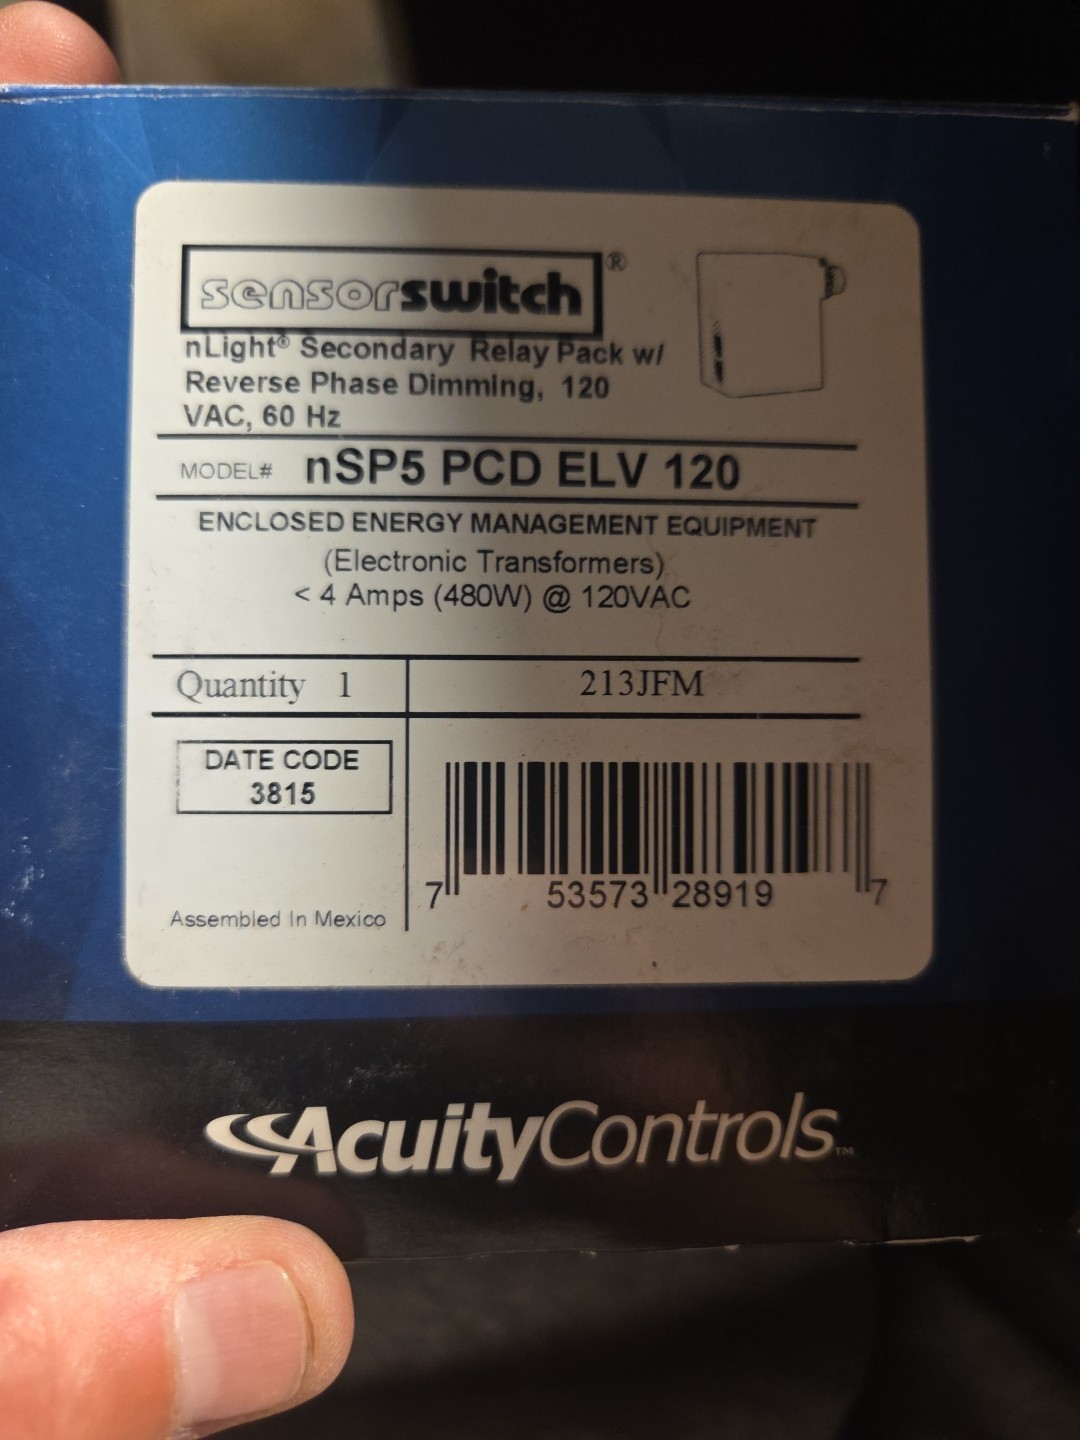 sensorswitch®
nLight® Secondary Relay Pack w/
Reverse Phase Dimming, 120
VAC, 60 Hz
MODEL# nSP5 PCD ELV 120
ENCLOSED ENERGY MANAGEMENT EQUIPMENT
(Electronic Transformers)
< 4 Amps (480W) @ 120VAC
Quantity 1
213JFM
DATE CODE
3815
7 53573 28919 7
Assembled In Mexico
AcuityControls™